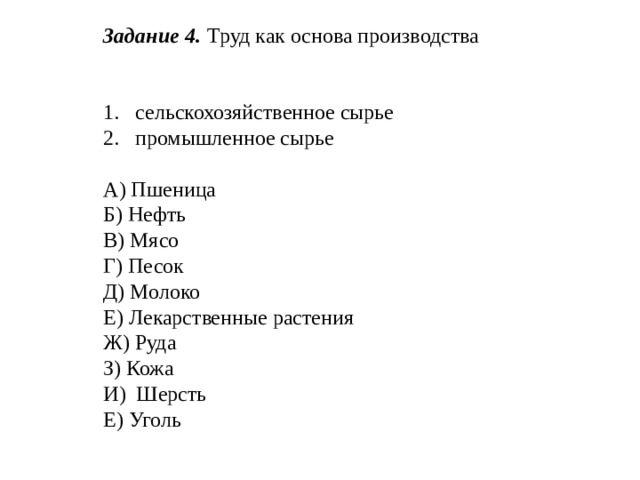 Задание 4. Труд как основа производства
1. сельскохозяйственное сырье
2. промышленное сырье
А) Пшеница
Б) Нефть
В) Мясо
Г) Песок
Д) Молоко
Е) Лекарственные растения
Ж) Руда
З) Кожа
И) Шерсть
Е) Уголь